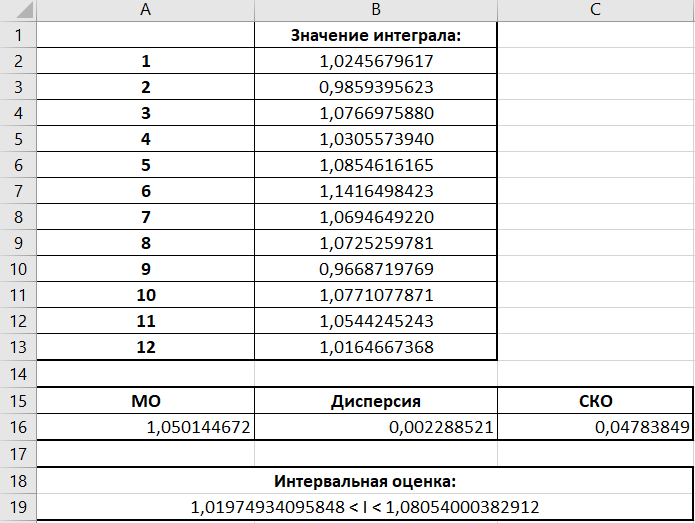 A B C
1 Значение интеграла:
2 1 1,0245679617
3 2 0,9859395623
4 3 1,0766975880
5 4 1,0305573940
6 5 1,0854616165
7 6 1,1416498423
8 7 1,0694649220
9 8 1,0725259781
10 9 0,9668719769
11 10 1,0771077871
12 11 1,0544245243
13 12 1,0164667368
14
15 МО Дисперсия СКО
16 1,050144672 0,002288521 0,04783849
17
18 Интервальная оценка:
19 1,01974934095848 < I < 1,08054000382912